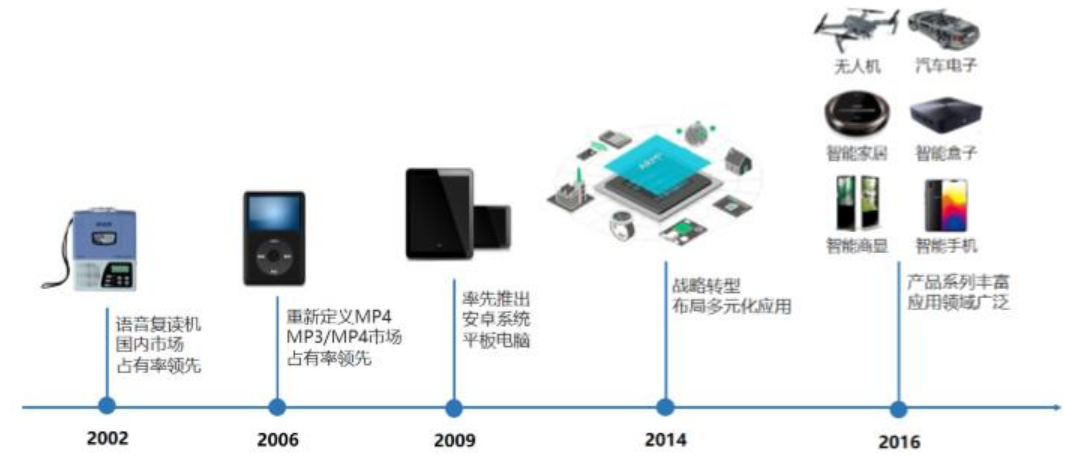 无人机
汽车电子
智能家居
智能盒子
智能商显
智能手机
语音复读机
国内市场
占有率领先
重新定义MP4
MP3/MP4市场
占有率领先
率先推出
安卓系统
平板电脑
战略转型
布局多元化应用
产品系列丰富
应用领域广泛
2002
2006
2009
2014
2016